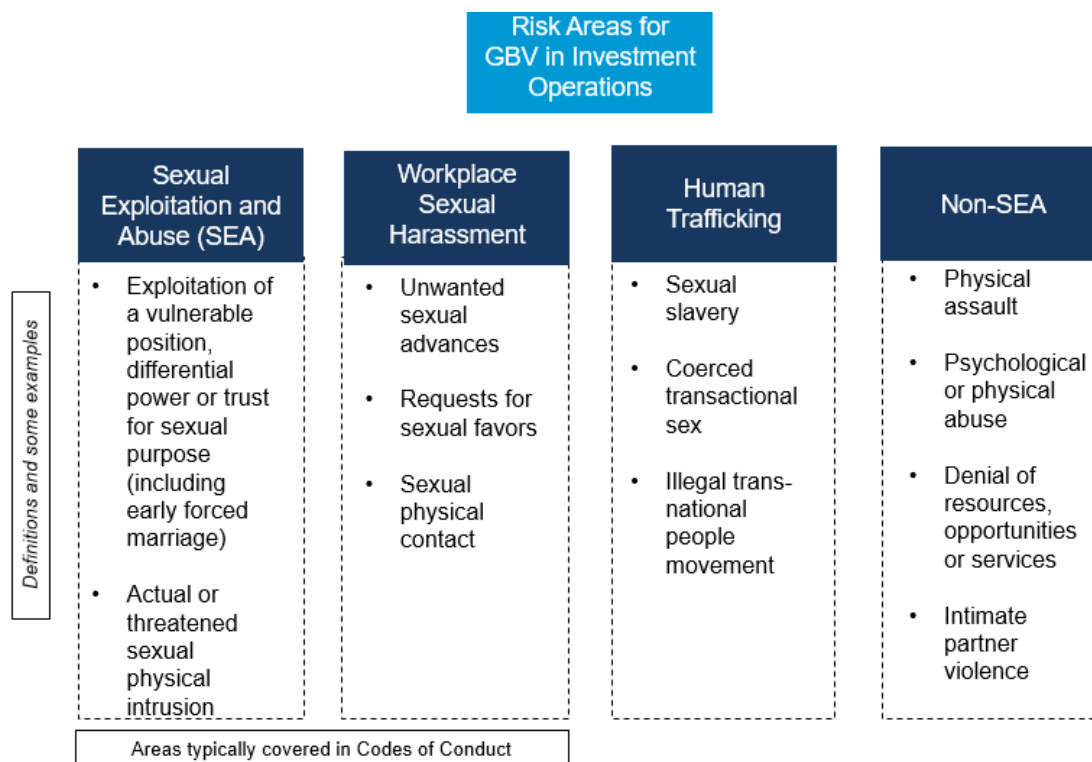 Risk Areas for
GBV in Investment
Operations
Sexual
Exploitation and
Abuse (SEA)
• Exploitation of
a vulnerable
position,
differential
power or trust
for sexual
purpose
(including
early forced
marriage)
• Actual or
threatened
sexual
physical
intrusion
Workplace
Sexual
Harassment
• Unwanted
sexual
advances
• Requests for
sexual favors
• Sexual
physical
contact
Human
Trafficking
• Sexual
slavery
• Coerced
transactional
sex
• Illegal trans-
national
people
movement
Non-SEA
• Physical
assault
• Psychological
or physical
abuse
• Denial of
resources,
opportunities
or services
• Intimate
partner
violence
Definitions and some examples
Areas typically covered in Codes of Conduct